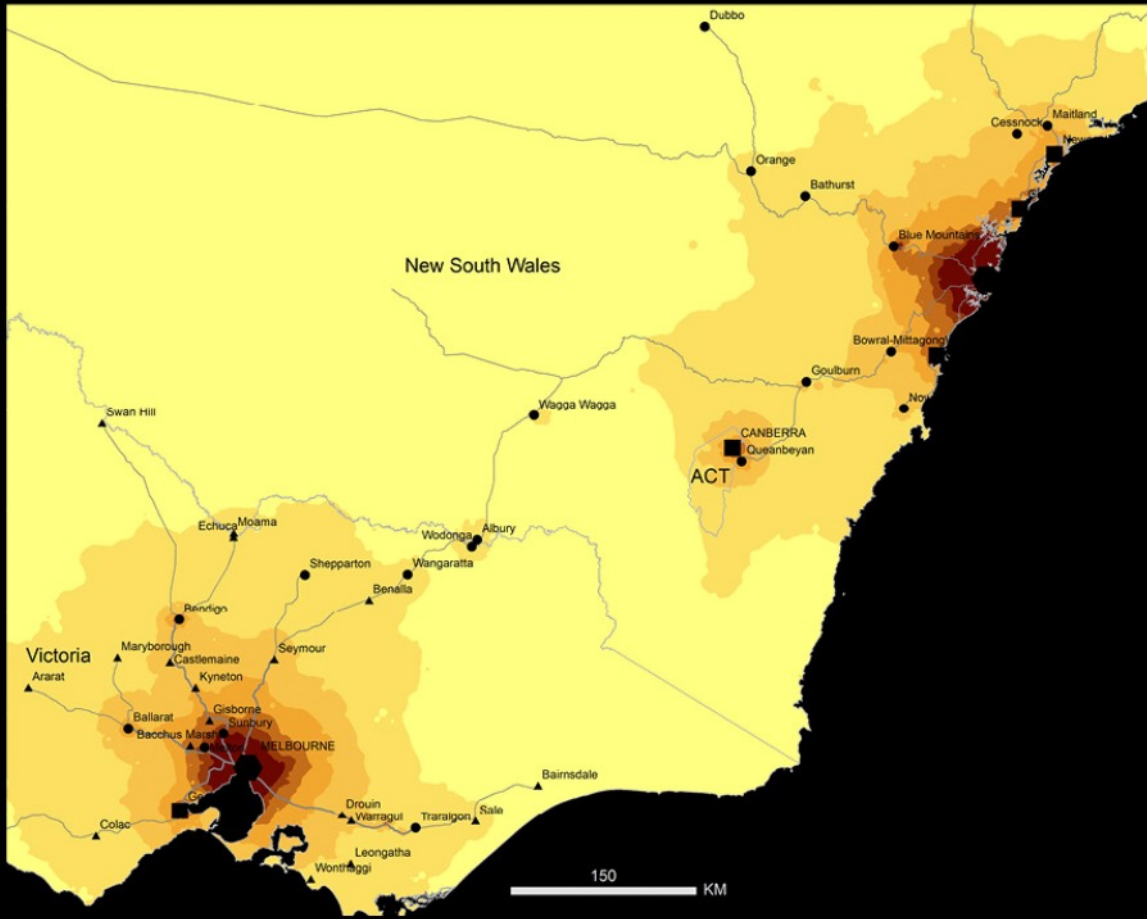 Dubbo
Maitland
Cessnock
Orange
Bathurst
Blue Mountains
New South Wales
Bowral-Mittagong
Goulburn
Wagga Wagga
Swan Hill
CANBERRA
Queanbeyan
ACT
Moama
Echuca
Albury
Wodonga
Shepparton
Wangaratta
Benalla
Bendigo
Maryborough
Victoria
Castlemaine
Seymour
Ararat
Kyneton
Gisborne
Ballarat
Sunbury
Bacchus Marsh
MELBOURNE
Bairnsdale
Drouin
Warragul
Traralgon
Sale
Colac
Leongatha
Wonthaggi
150
KM